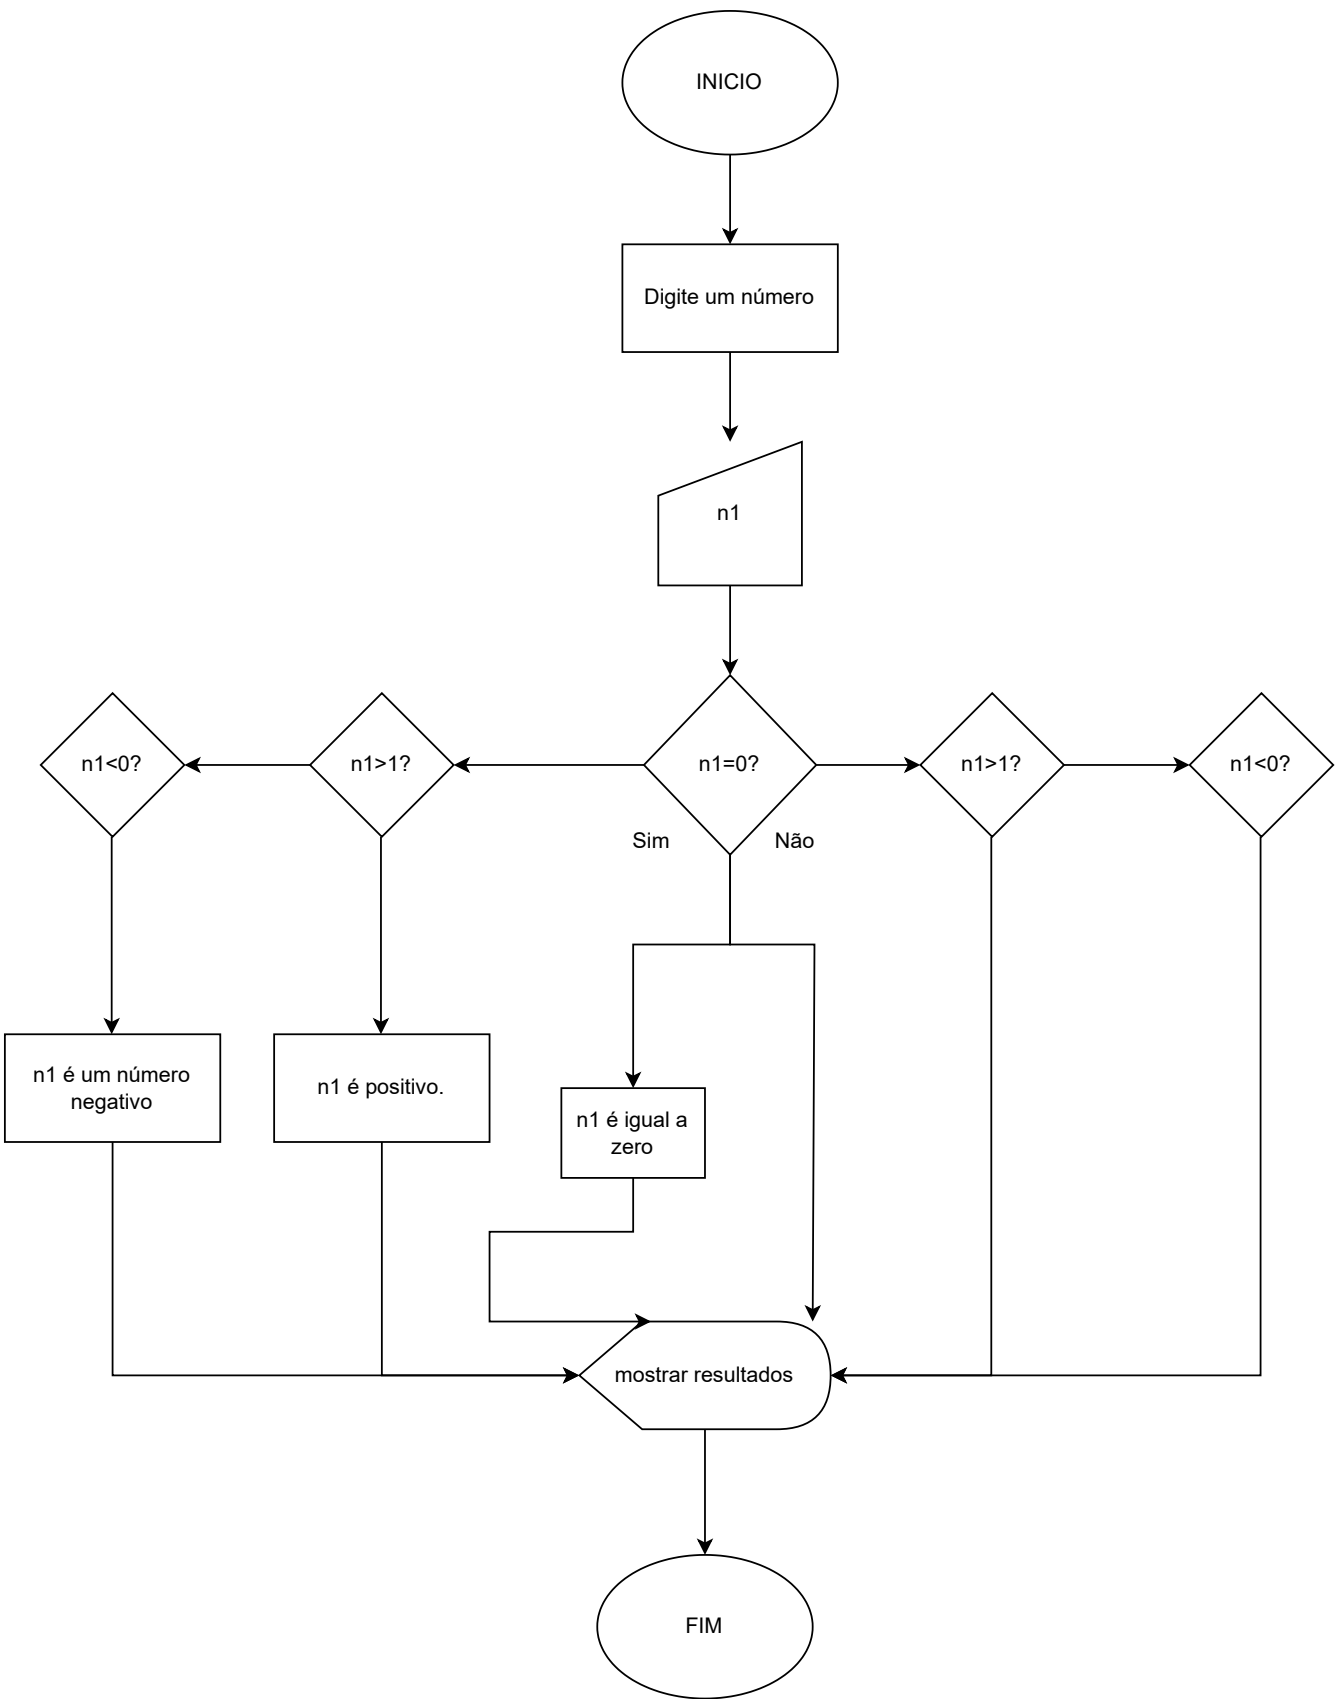 INICIO
Digite um número
n1
n1<0?
n1>1?
n1=0?
n1>1?
n1<0?
Sim
Não
n1 é um número
negativo
n1 é positivo.
n1 é igual a
zero
mostrar resultados
FIM